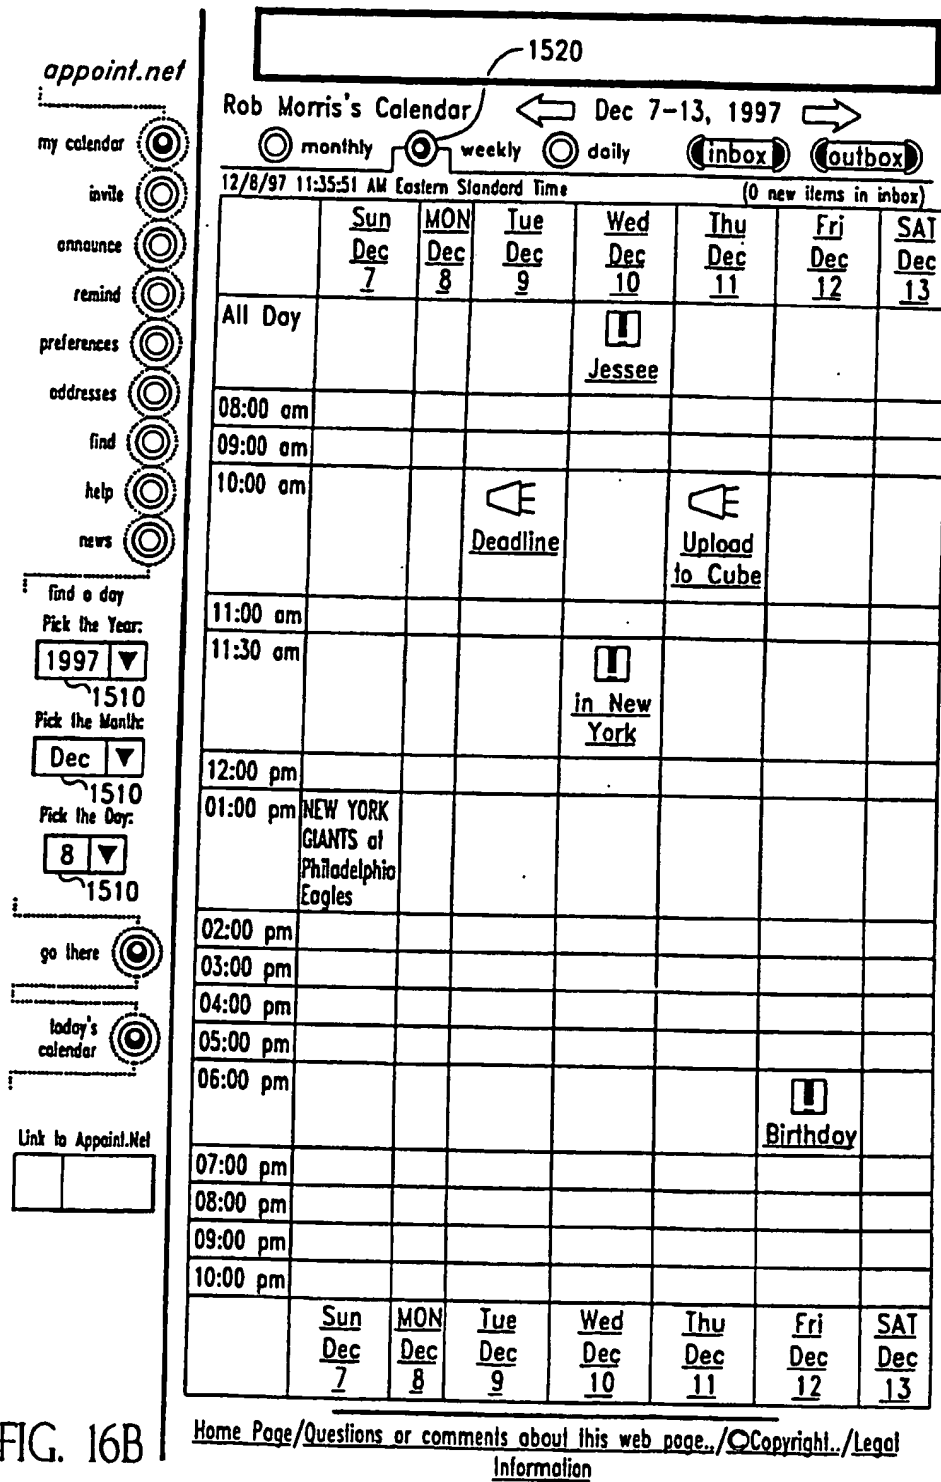 1520
appoint.net
Rob Morris's Calendar Dec 7-13, 1997
my calendar
monthly weekly daily inbox outbox
12/8/97 11:35:51 AM Eastern Standard Time (0 new items in inbox)
invite
announce
remind
preferences
addresses
find
help
news
find a day
Pick the Year:
1997
1510
Pick the Month:
Dec
1510
Pick the Day:
8
1510
go there
today's
calendar
Link to Appoint.Net
Sun MON Tue Wed Thu Fri SAT
Dec Dec Dec Dec Dec Dec Dec
7 8 9 10 11 12 13
All Day
Jessee
08:00 am
09:00 am
10:00 am
Deadline Upload
to Cube
11:00 am
11:30 am
in New
York
12:00 pm
01:00 pm NEW YORK
GIANTS at
Philadelphia
Eagles
02:00 pm
03:00 pm
04:00 pm
05:00 pm
06:00 pm
Birthday
07:00 pm
08:00 pm
09:00 pm
10:00 pm
Sun MON Tue Wed Thu Fri SAT
Dec Dec Dec Dec Dec Dec Dec
7 8 9 10 11 12 13
FIG. 16B
Home Page/Questions or comments about this web page../©Copyright../Legal
Information